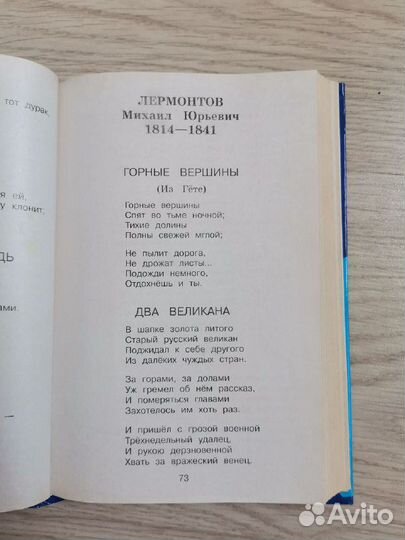 тот дурак,
я ей,
у клонит;
ДЬ
ами.
—
ЛЕРМОНТОВ
Михаил Юрьевич
1814—1841
ГОРНЫЕ ВЕРШИНЫ
(Из Гёте)
Горные вершины
Спят во тьме ночной;
Тихие долины
Полны свежей мглой;
Не пылит дорога,
Не дрожат листы...
Подожди немного,
Отдохнёшь и ты.
ДВА ВЕЛИКАНА
В шапке золота литого
Старый русский великан
Поджидал к себе другого
Из далёких чуждых стран.
За горами, за долами
Уж гремел об нём рассказ,
И померяться главами
Захотелось им хоть раз.
И пришёл с грозой военной
Трёхнедельный удалец,
И рукою дерзновенной
Хвать за вражеский венец.
73
Avito